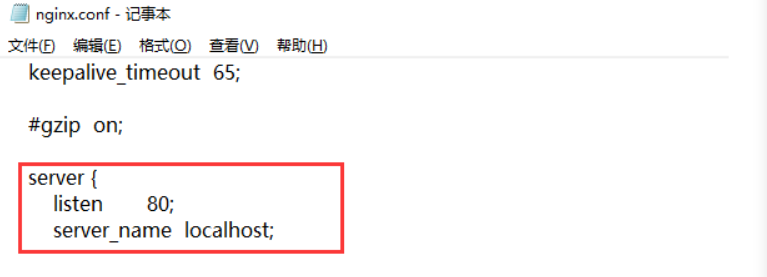 nginx.conf - 记事本
文件(F) 编辑(E) 格式(O) 查看(V) 帮助(H)
keepalive_timeout 65;
#gzip on;
server {
listen 80;
server_name localhost;